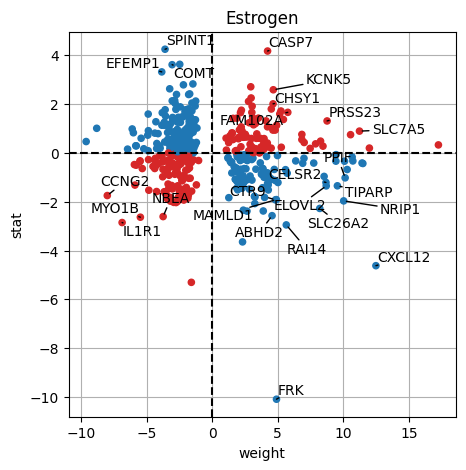 Estrogen
SPINT1
CASP7
EFEMP1
COMT
KCNK5
CHSY1
FAM102A
PRSS23
SLC7A5
PPIF
CELSR2
CCNG2
NBEA
CTR9
TIPARP
MYO1B
MAMLD1
ELOVL2
NRIP1
IL1R1
ABHD2
SLC26A2
RAI14
CXCL12
FRK
4
2
0
−2
−4
−6
−8
−10
stat
−10
−5
0
5
10
15
weight